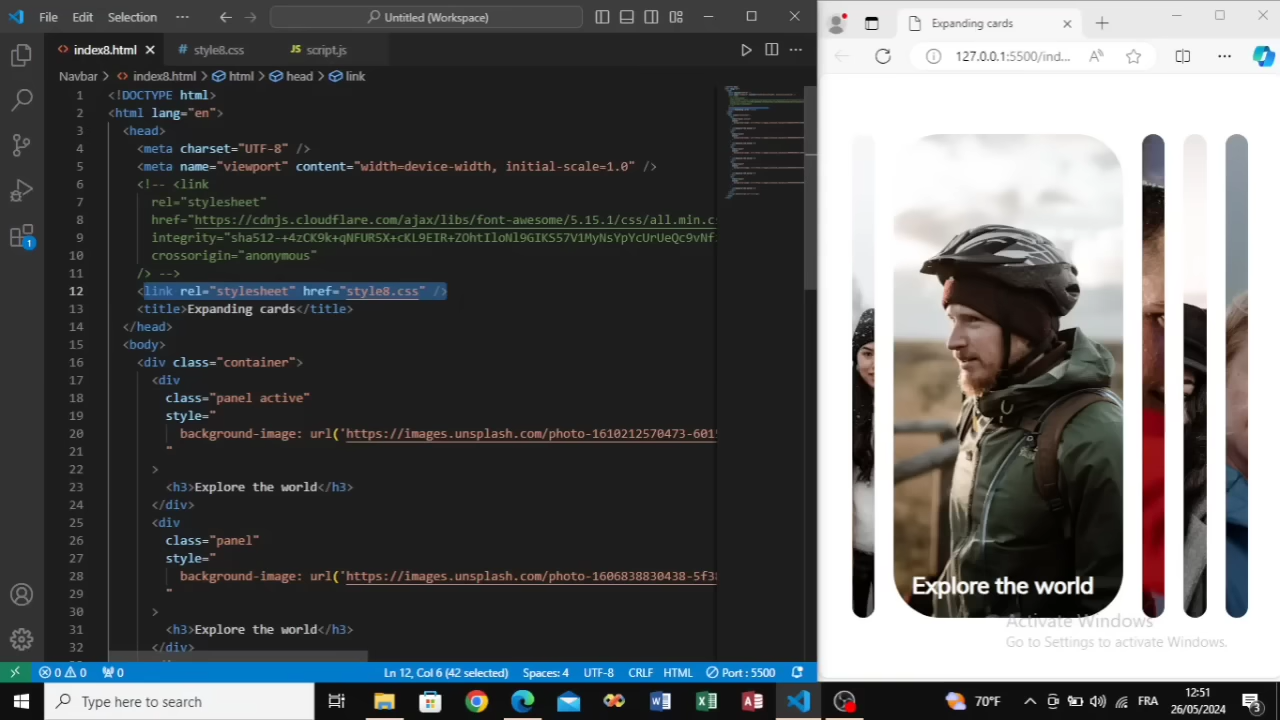 File Edit Selection ··· Untitled (Workspace)
index8.html style8.css JS script.js
Navbar > index8.html > html > head > link
1 <!DOCTYPE html>
2 <html lang="en">
3 <head>
4 <meta charset="UTF-8" />
5 <meta name="viewport" content="width=device-width, initial-scale=1.0" />
6 <!-- <link
7 rel="stylesheet"
8 href="https://cdnjs.cloudflare.com/ajax/libs/font-awesome/5.15.1/css/all.min.cs
9 integrity="sha512-+4zCK9k+qNFUR5X+cKL9EIR+ZOhtIloNl9GIKS57V1MyNsYpYcUrUeQc9vNf
10 crossorigin="anonymous"
11 /> -->
12 <link rel="stylesheet" href="style8.css" />
13 <title>Expanding cards</title>
14 </head>
15 <body>
16 <div class="container">
17 <div
18 class="panel active"
19 style="
20 background-image: url('https://images.unsplash.com/photo-1610212570473-601
21 "
22 >
23 <h3>Explore the world</h3>
24 </div>
25 <div
26 class="panel"
27 style="
28 background-image: url('https://images.unsplash.com/photo-1606838830438-5f38
29 "
30 >
31 <h3>Explore the world</h3>
32 </div>
0 0 0 Ln 12, Col 6 (42 selected) Spaces: 4 UTF-8 CRLF HTML Port : 5500
Expanding cards
127.0.0.1:5500/ind...
Explore the world
Activate Windows
Go to Settings to activate Windows.
Type here to search
70°F FRA 12:51
26/05/2024 3